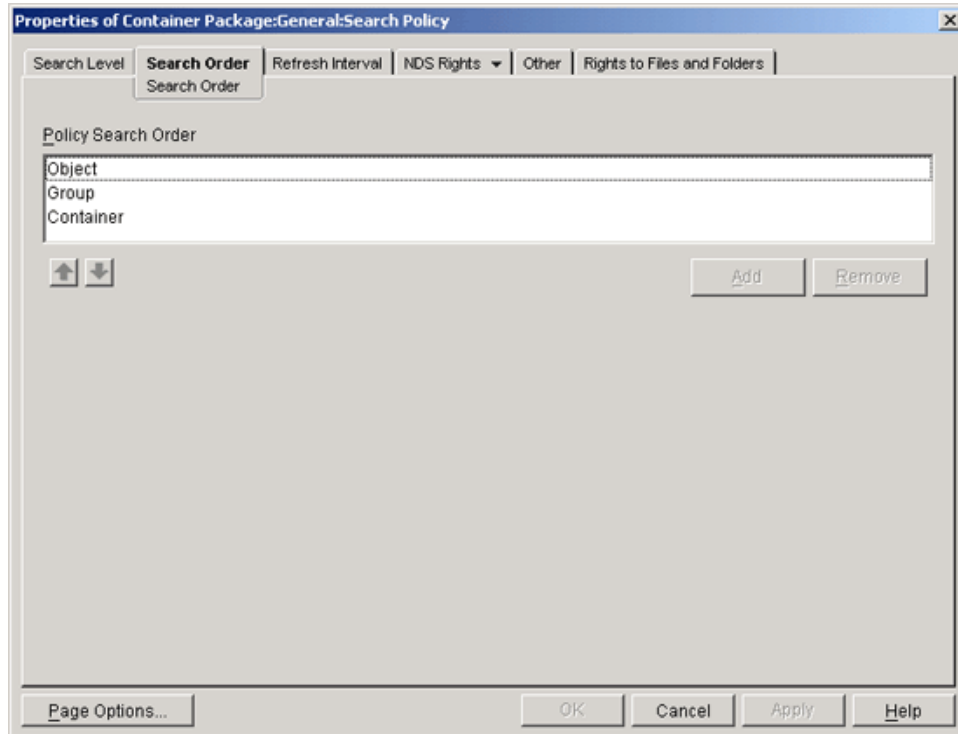 Properties of Container Package:General:Search Policy
Search Level Search Order Refresh Interval NDS Rights Other Rights to Files and Folders
Search Order
Policy Search Order
Object
Group
Container
Add Remove
Page Options... OK Cancel Apply Help